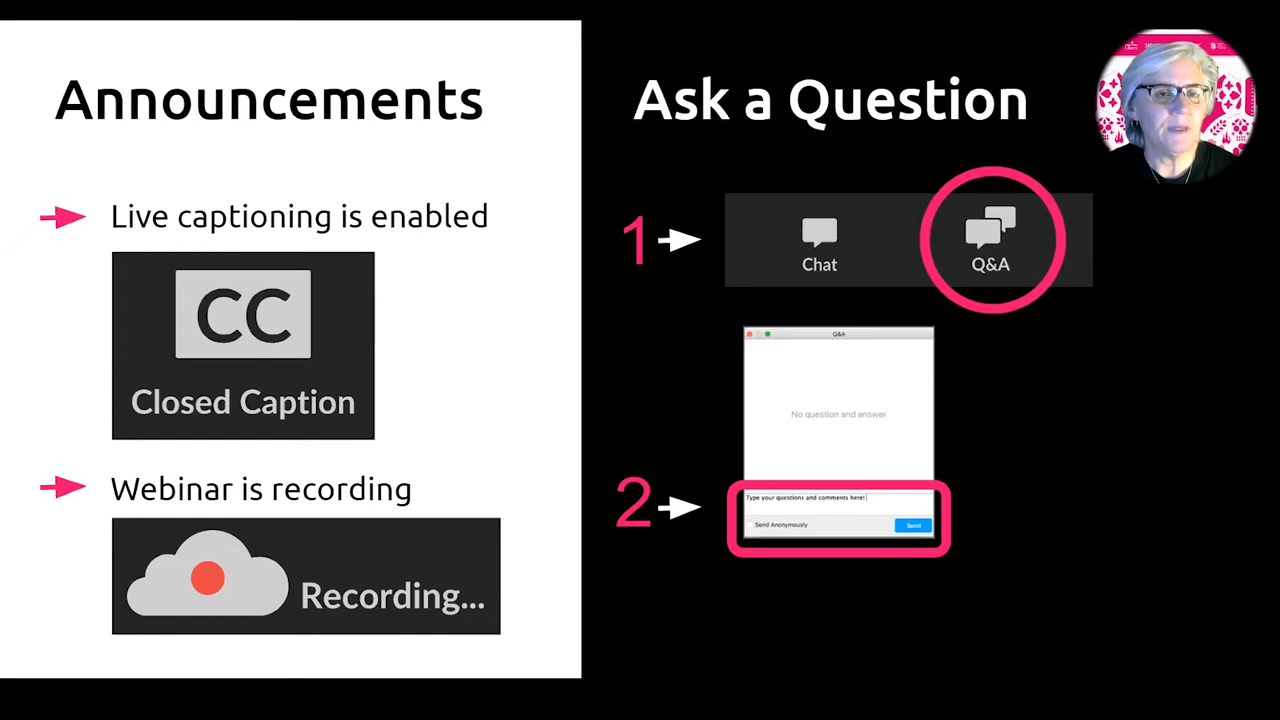 Announcements
Live captioning is enabled
CC
Closed Caption
Webinar is recording
Recording...
Ask a Question
1
Chat
Q&A
2
Q&A
No question and answer
Type your questions and comments here!
Send Anonymously
Send